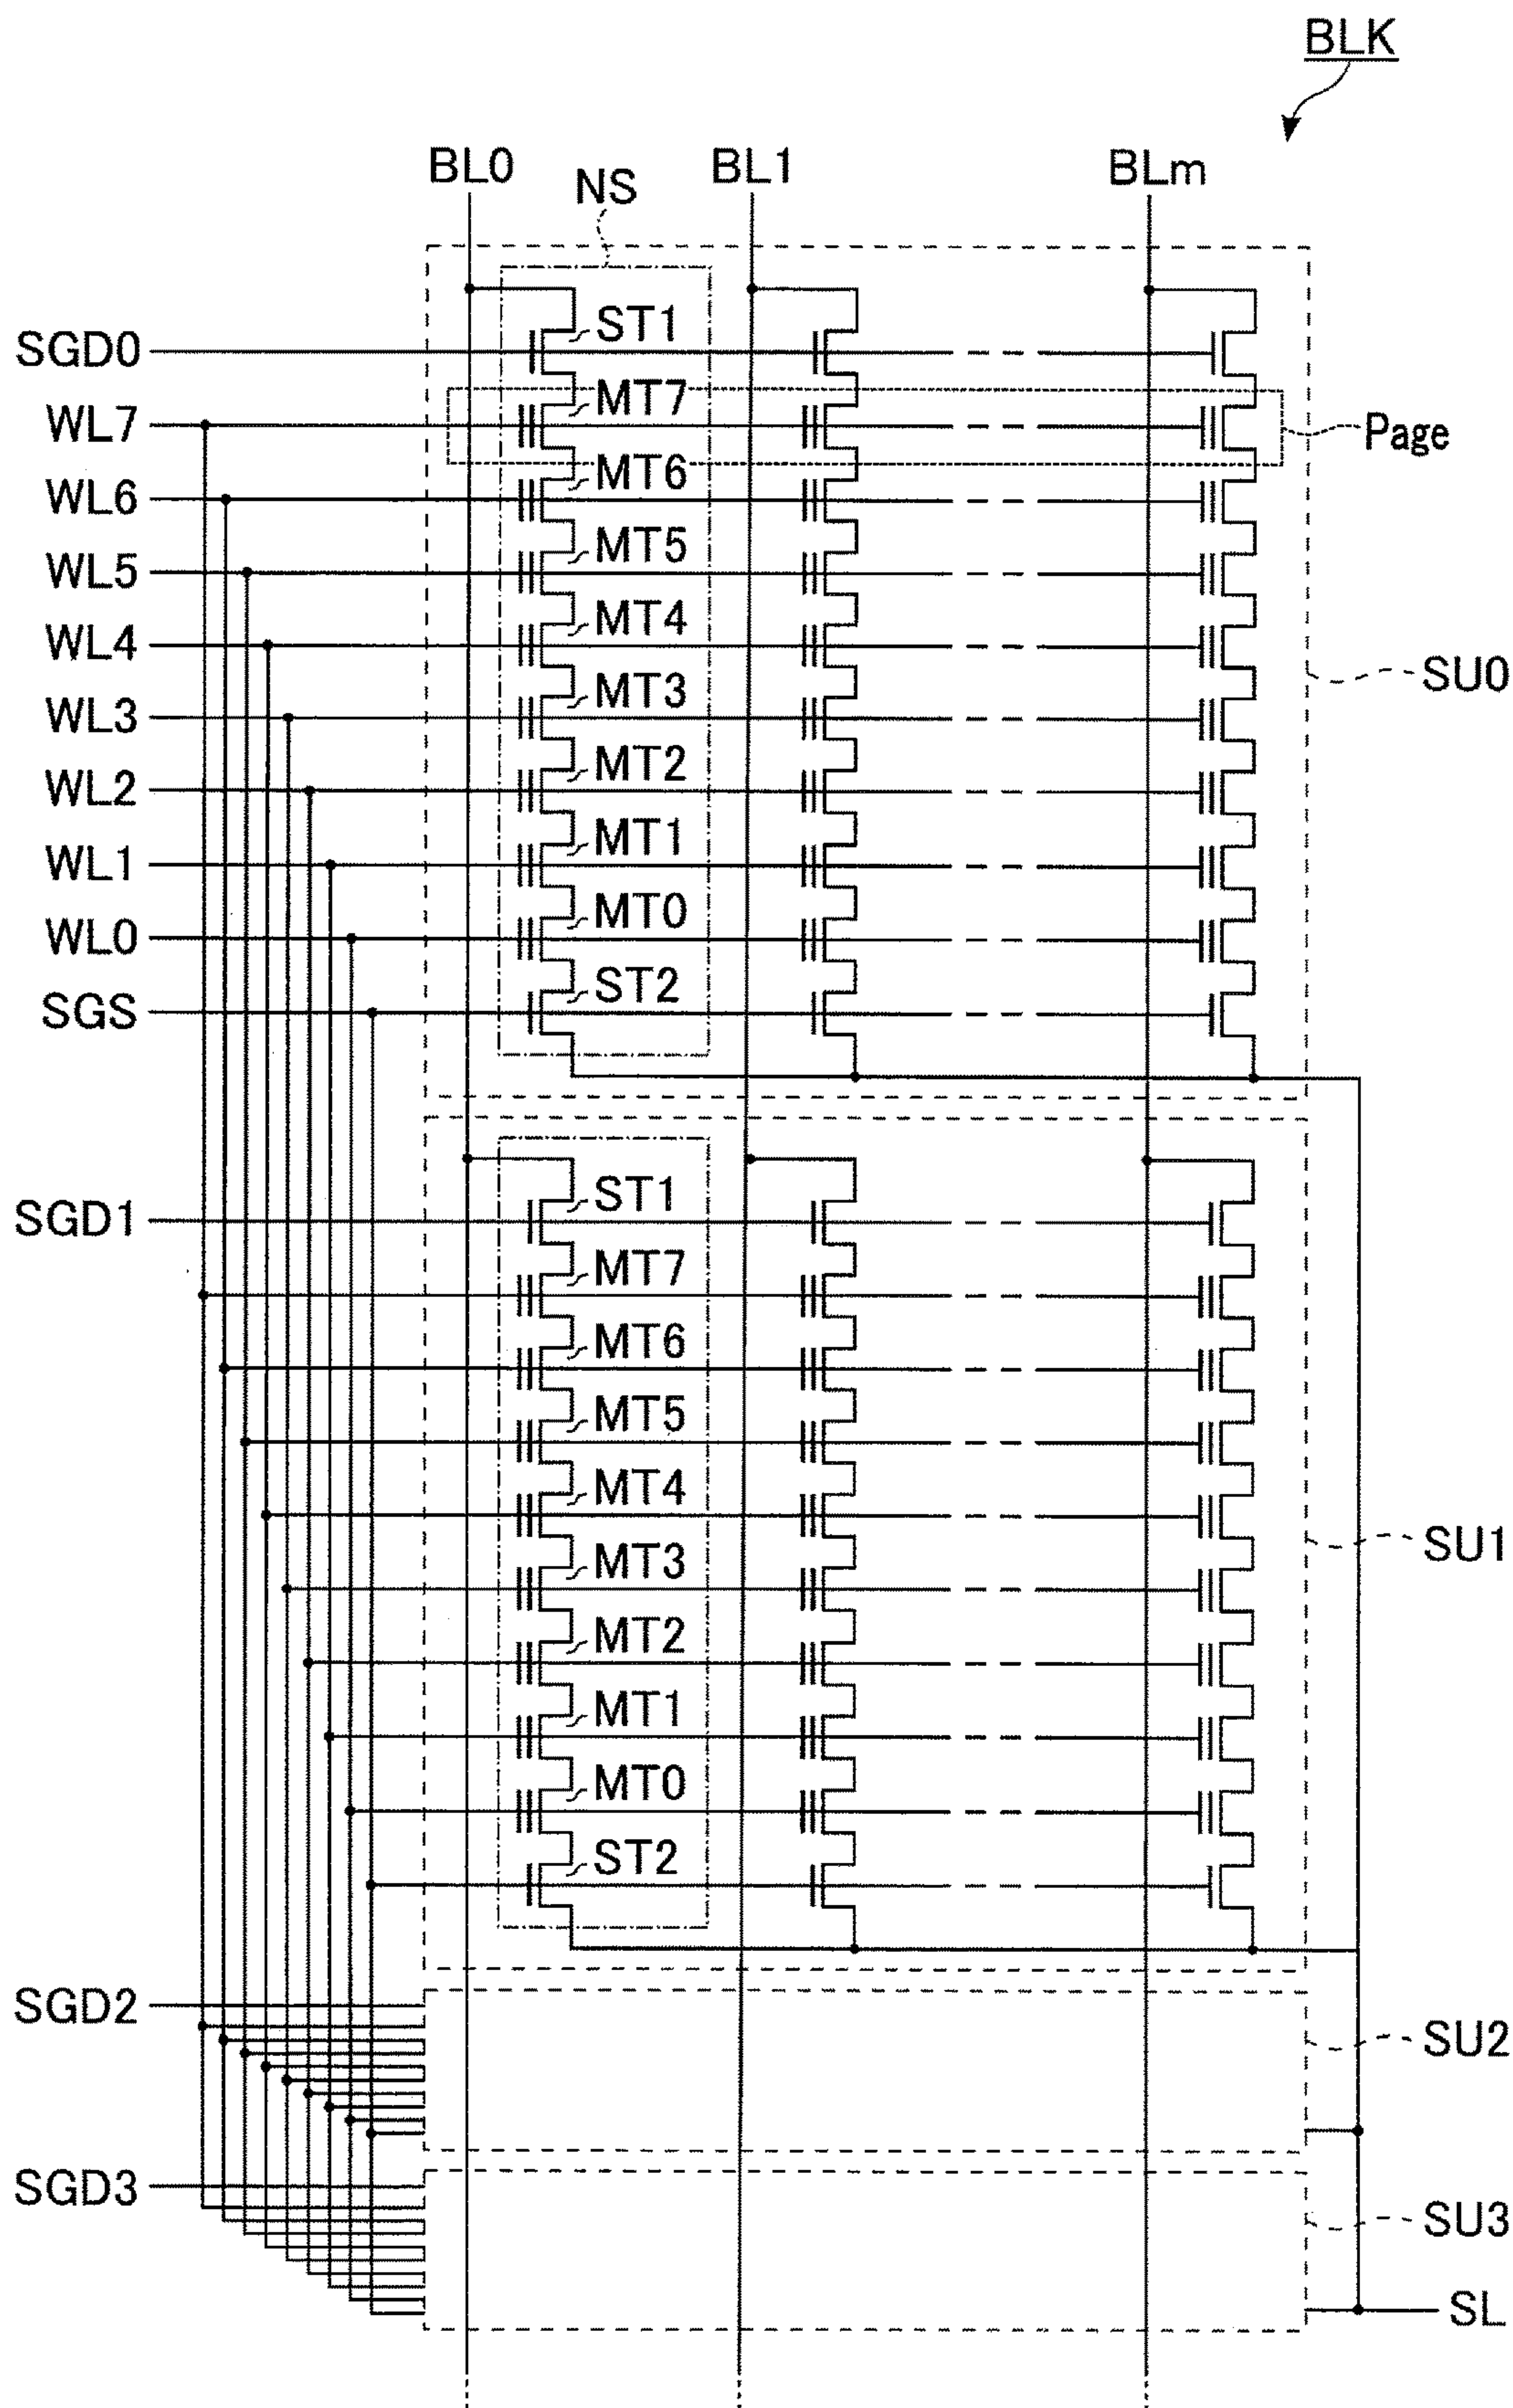 BLK
BL0 NS BL1 BLm
ST1
SGD0
MT7
WL7 Page
MT6
WL6
MT5
WL5
MT4
WL4
MT3 SU0
WL3
MT2
WL2
MT1
WL1
MT0
WL0
ST2
SGS
ST1
SGD1
MT7
MT6
MT5
MT4
SU1
MT3
MT2
MT1
MT0
ST2
SGD2
SU2
SGD3
SU3
SL